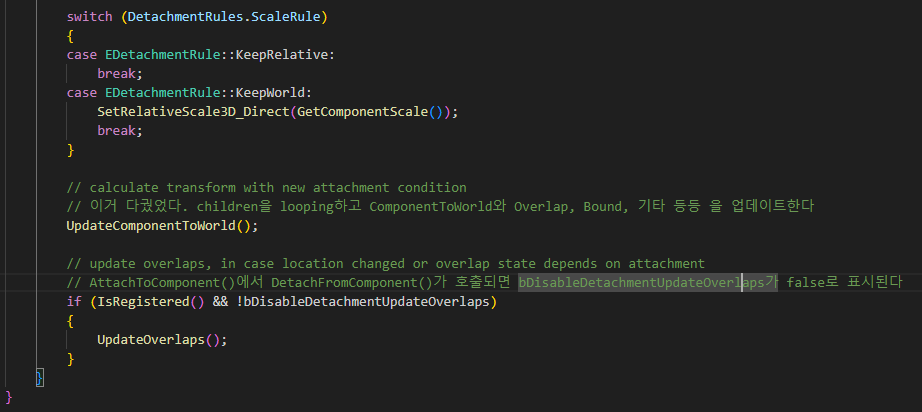 switch (DetachmentRules.ScaleRule)
{
case EDetachmentRule::KeepRelative:
break;
case EDetachmentRule::KeepWorld:
SetRelativeScale3D_Direct(GetComponentScale());
break;
}
// calculate transform with new attachment condition
// 이거 다궜었다. children을 looping하고 ComponentToWorld와 Overlap, Bound, 기타 등등 을 업데이트한다
UpdateComponentToWorld();
// update overlaps, in case location changed or overlap state depends on attachment
// AttachToComponent()에서 DetachFromComponent()가 호출되면 bDisableDetachmentUpdateOverlaps가 false로 표시된다
if (IsRegistered() && !bDisableDetachmentUpdateOverlaps)
{
UpdateOverlaps();
}
}
}